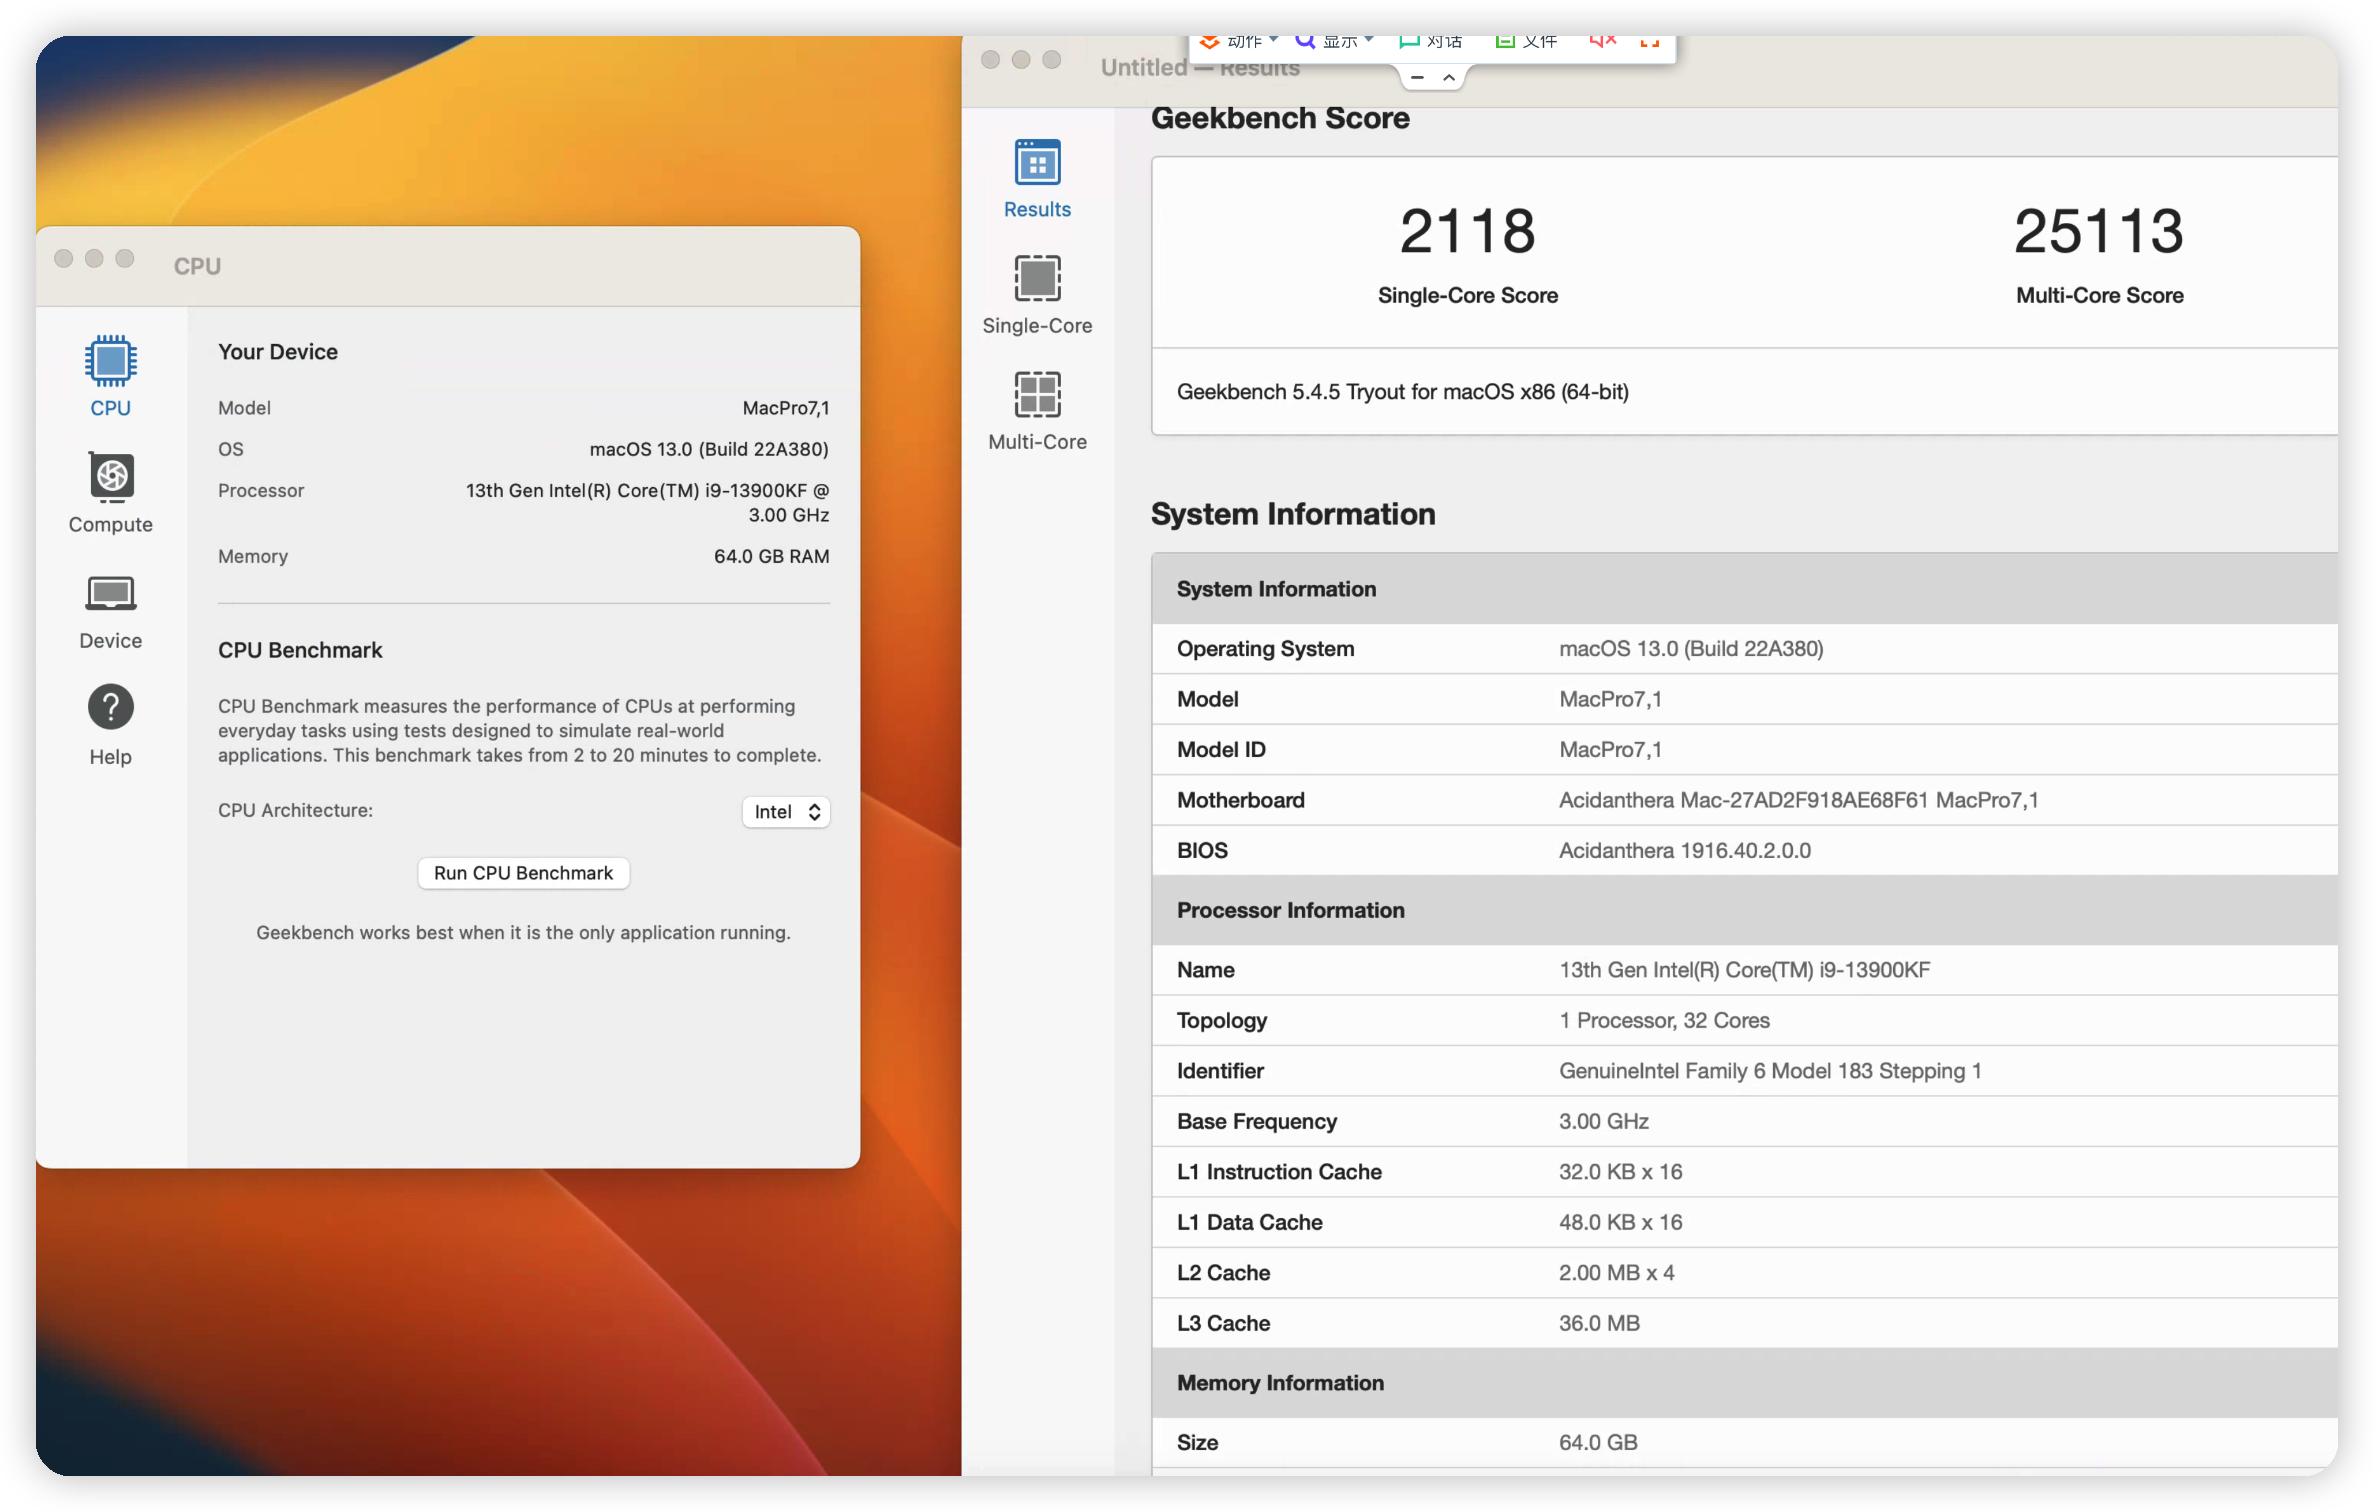 CPU
CPU
Compute
Device
Help
Your Device
Model MacPro7,1
OS macOS 13.0 (Build 22A380)
Processor 13th Gen Intel(R) Core(TM) i9-13900KF @
3.00 GHz
Memory 64.0 GB RAM
CPU Benchmark
CPU Benchmark measures the performance of CPUs at performing
everyday tasks using tests designed to simulate real-world
applications. This benchmark takes from 2 to 20 minutes to complete.
CPU Architecture: Intel
Run CPU Benchmark
Geekbench works best when it is the only application running.
动作 显示 对话 文件
Untitled — Results
Results
Single-Core
Multi-Core
Geekbench Score
2118 25113
Single-Core Score Multi-Core Score
Geekbench 5.4.5 Tryout for macOS x86 (64-bit)
System Information
System Information
Operating System macOS 13.0 (Build 22A380)
Model MacPro7,1
Model ID MacPro7,1
Motherboard Acidanthera Mac-27AD2F918AE68F61 MacPro7,1
BIOS Acidanthera 1916.40.2.0.0
Processor Information
Name 13th Gen Intel(R) Core(TM) i9-13900KF
Topology 1 Processor, 32 Cores
Identifier GenuineIntel Family 6 Model 183 Stepping 1
Base Frequency 3.00 GHz
L1 Instruction Cache 32.0 KB x 16
L1 Data Cache 48.0 KB x 16
L2 Cache 2.00 MB x 4
L3 Cache 36.0 MB
Memory Information
Size 64.0 GB